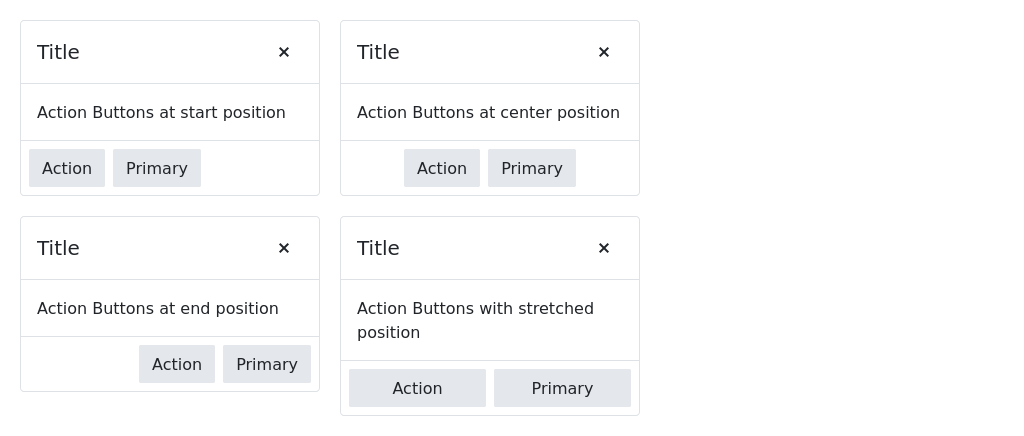 Title ×
Action Buttons at start position
Action Primary
Title ×
Action Buttons at center position
Action Primary
Title ×
Action Buttons at end position
Action Primary
Title ×
Action Buttons with stretched
position
Action Primary